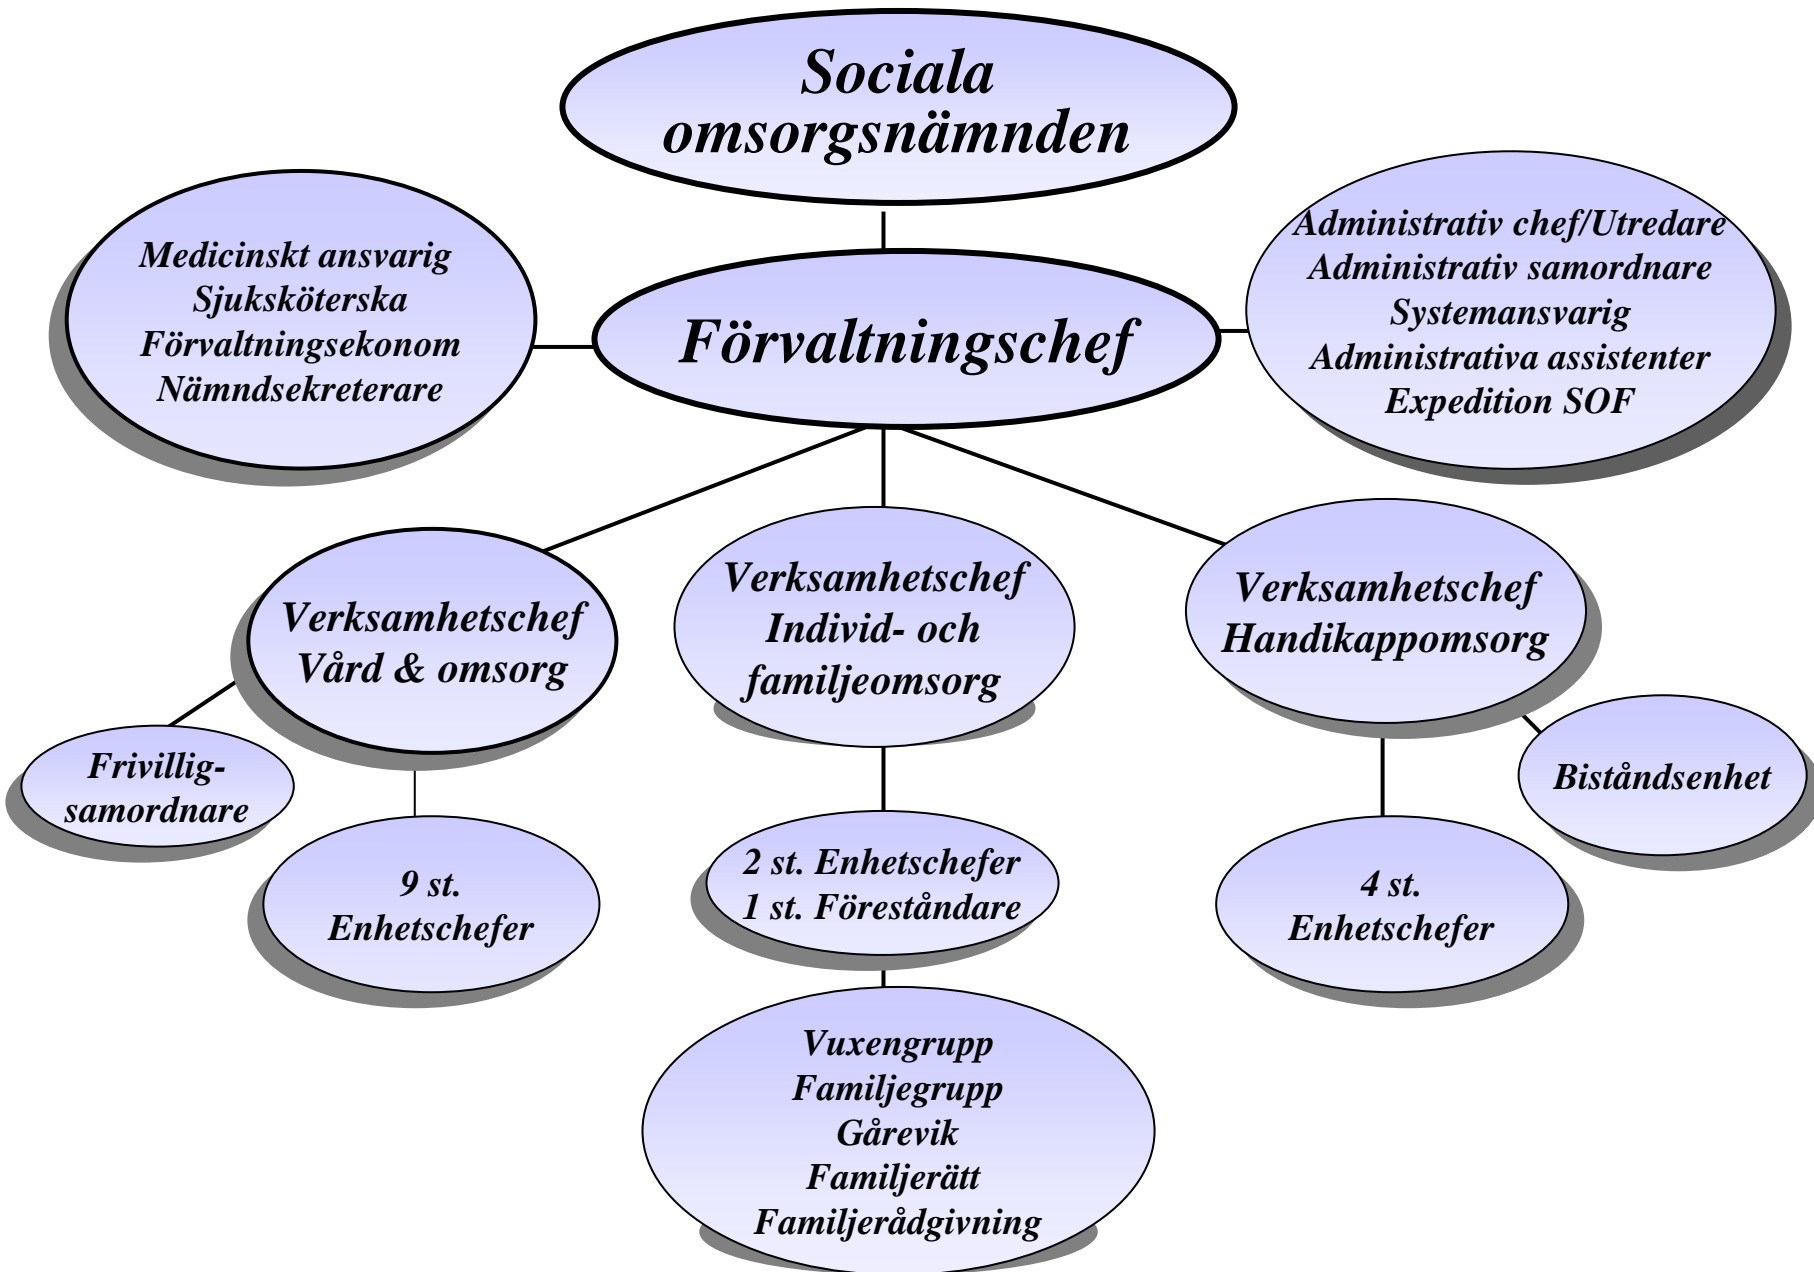 Sociala
omsorgsnämnden
Medicinskt ansvarig
Sjuksköterska
Förvaltningsekonom
Nämndsekreterare
Förvaltningschef
Administrativ chef/Utredare
Administrativ samordnare
Systemansvarig
Administrativa assistenter
Expedition SOF
Verksamhetschef
Vård & omsorg
Verksamhetschef
Individ- och
familjeomsorg
Verksamhetschef
Handikappomsorg
Frivillig-
samordnare
9 st.
Enhetschefer
2 st. Enhetschefer
1 st. Föreståndare
4 st.
Enhetschefer
Biståndsenhet
Vuxengrupp
Familjegrupp
Gårevik
Familjerätt
Familjerådgivning